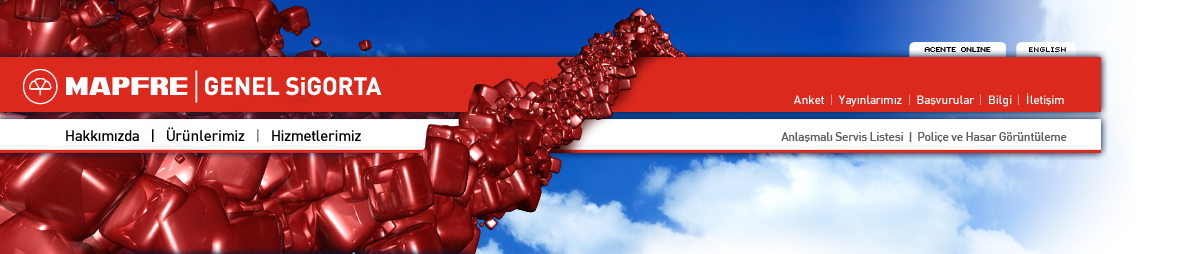 ACENTE ONLINE ENGLISH
MAPFRE | GENEL SiGORTA
Anket | Yayınlarımız | Başvurular | Bilgi | İletişim
Hakkımızda | Ürünlerimiz | Hizmetlerimiz
Anlaşmalı Servis Listesi | Poliçe ve Hasar Görüntüleme